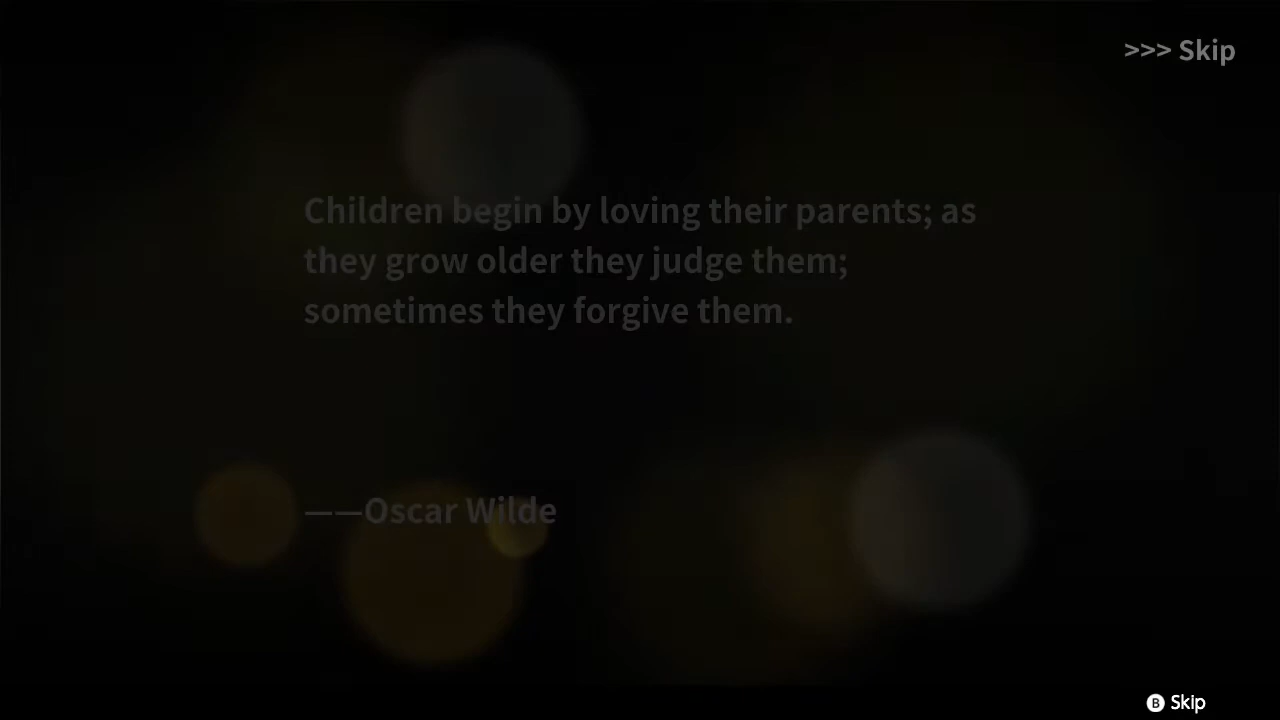 >>> Skip
Children begin by loving their parents; as
they grow older they judge them;
sometimes they forgive them.
——Oscar Wilde
B Skip